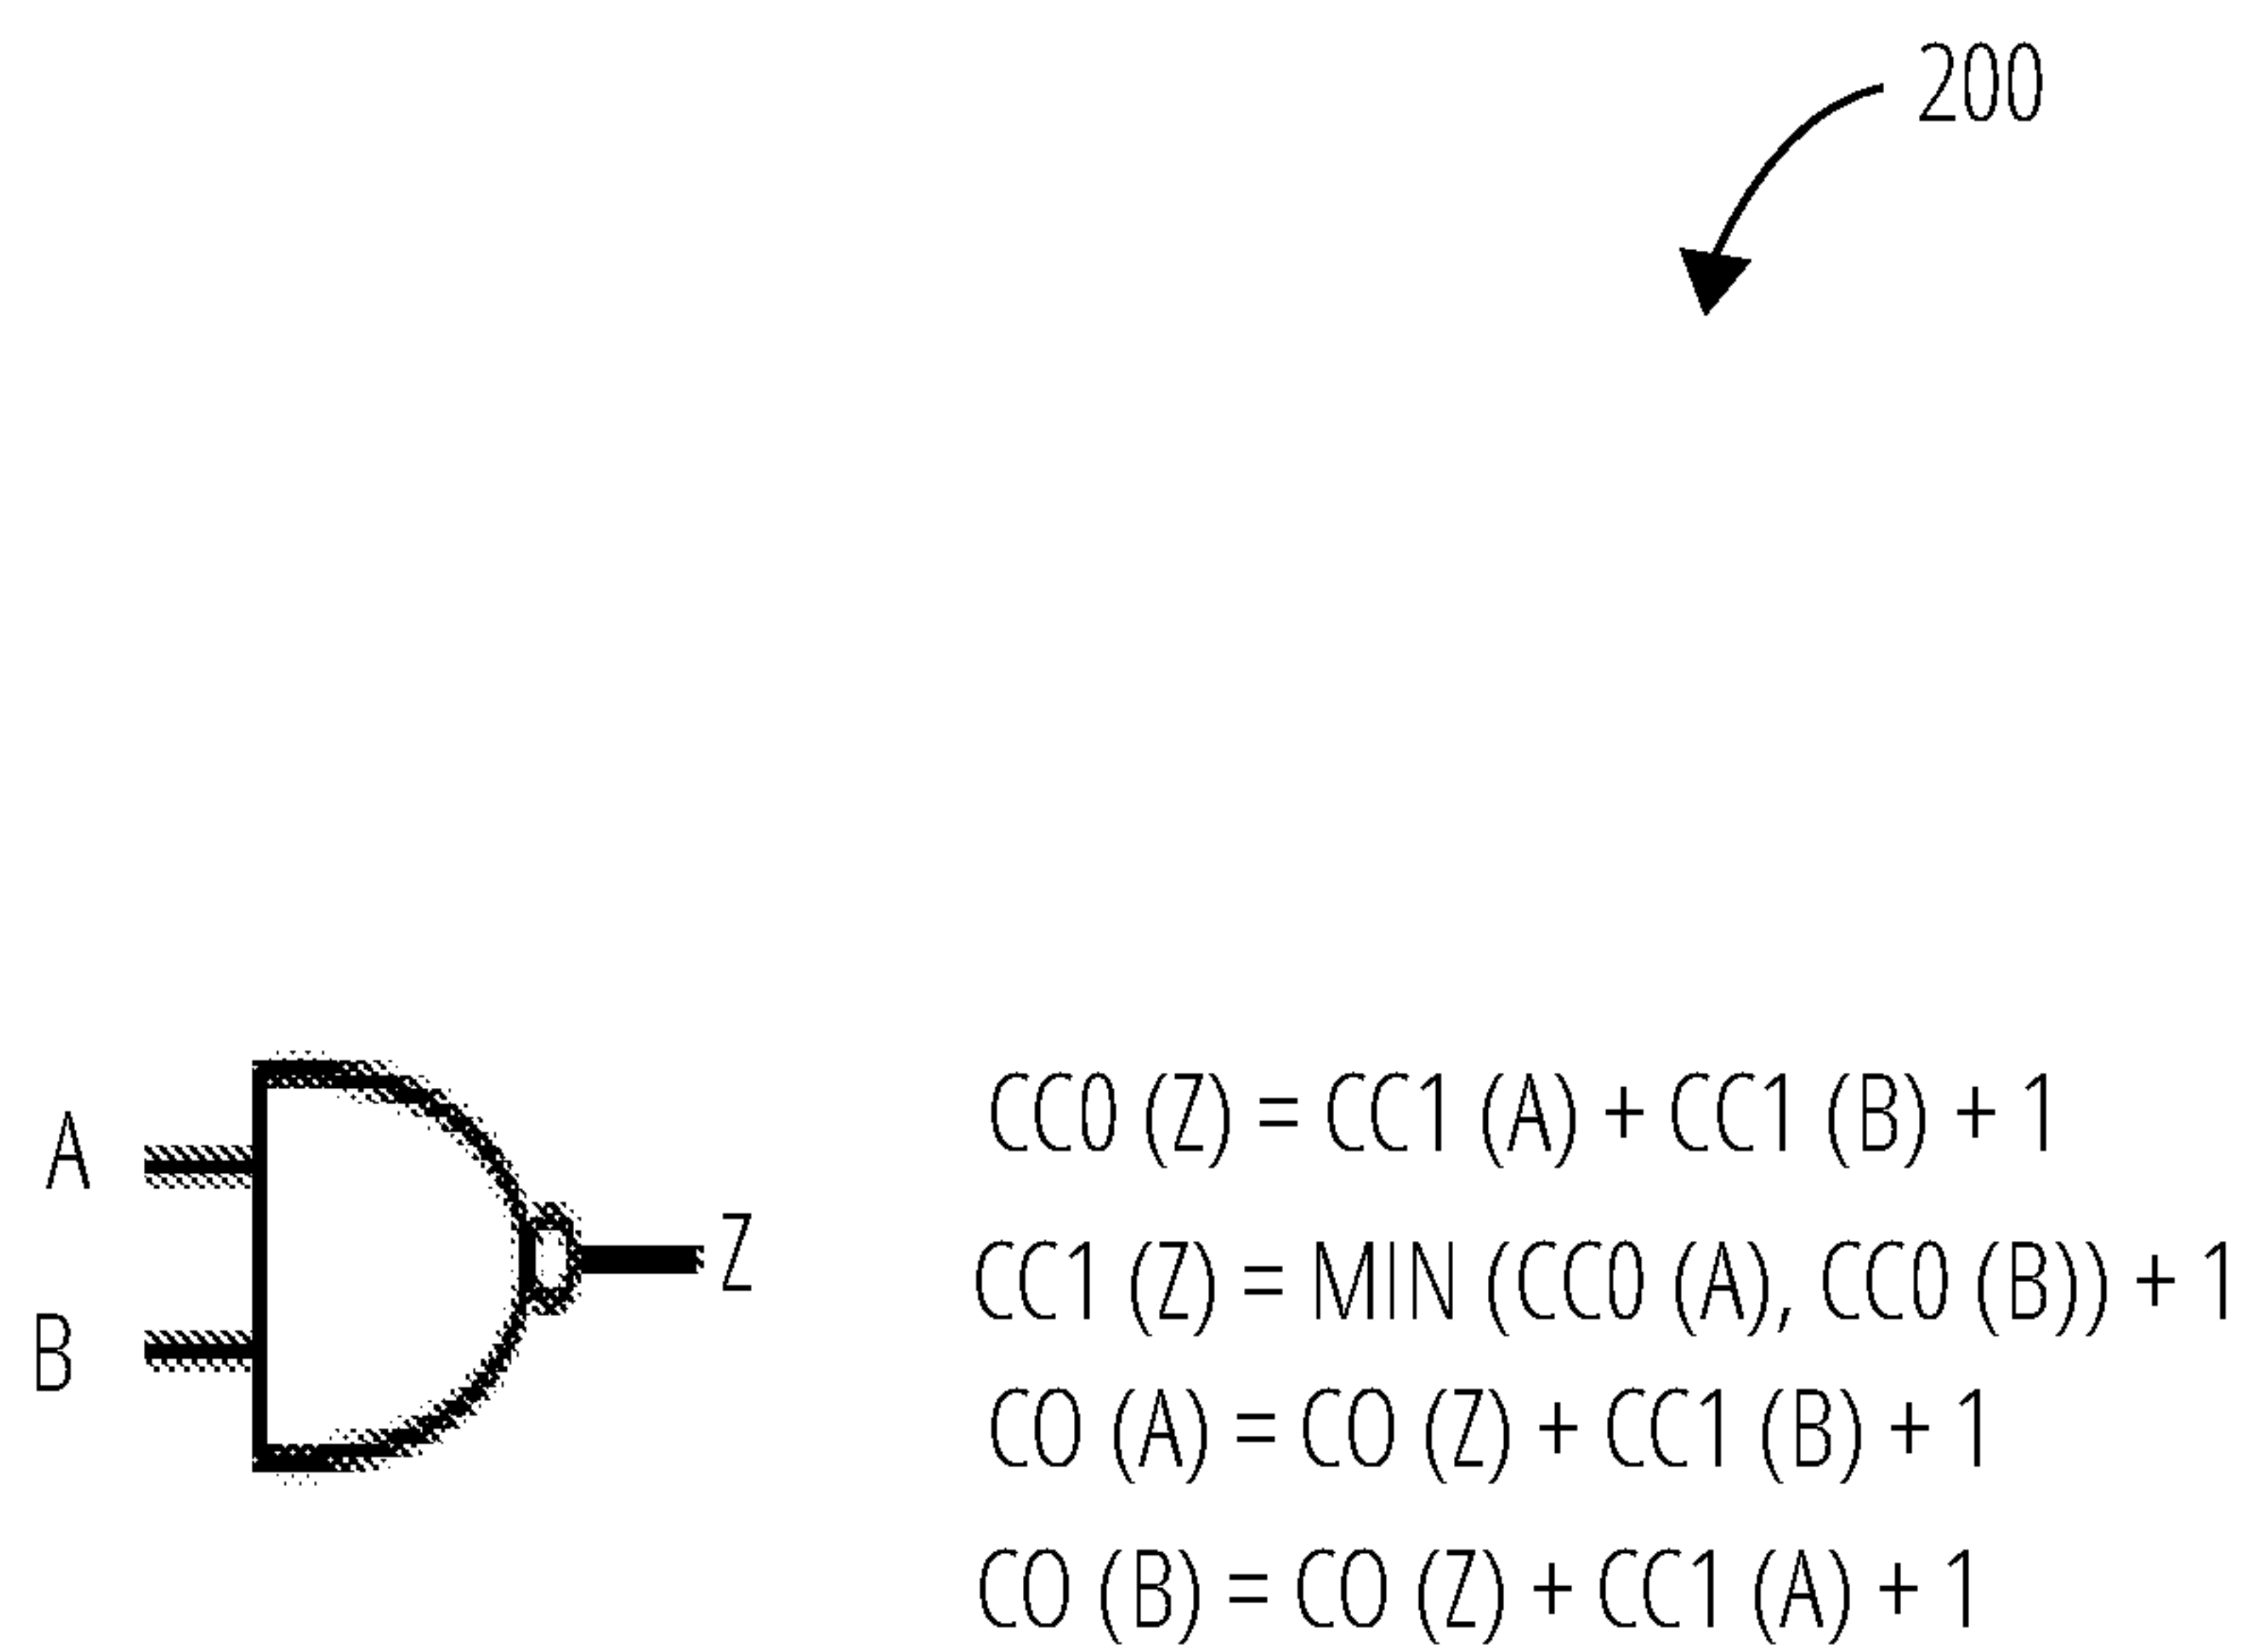 200
CC0 (Z) = CC1 (A) + CC1 (B) + 1
A
Z
CC1 (Z) = MIN (CC0 (A), CC0 (B)) + 1
B
CO (A) = CO (Z) + CC1 (B) + 1
CO (B) = CO (Z) + CC1 (A) + 1